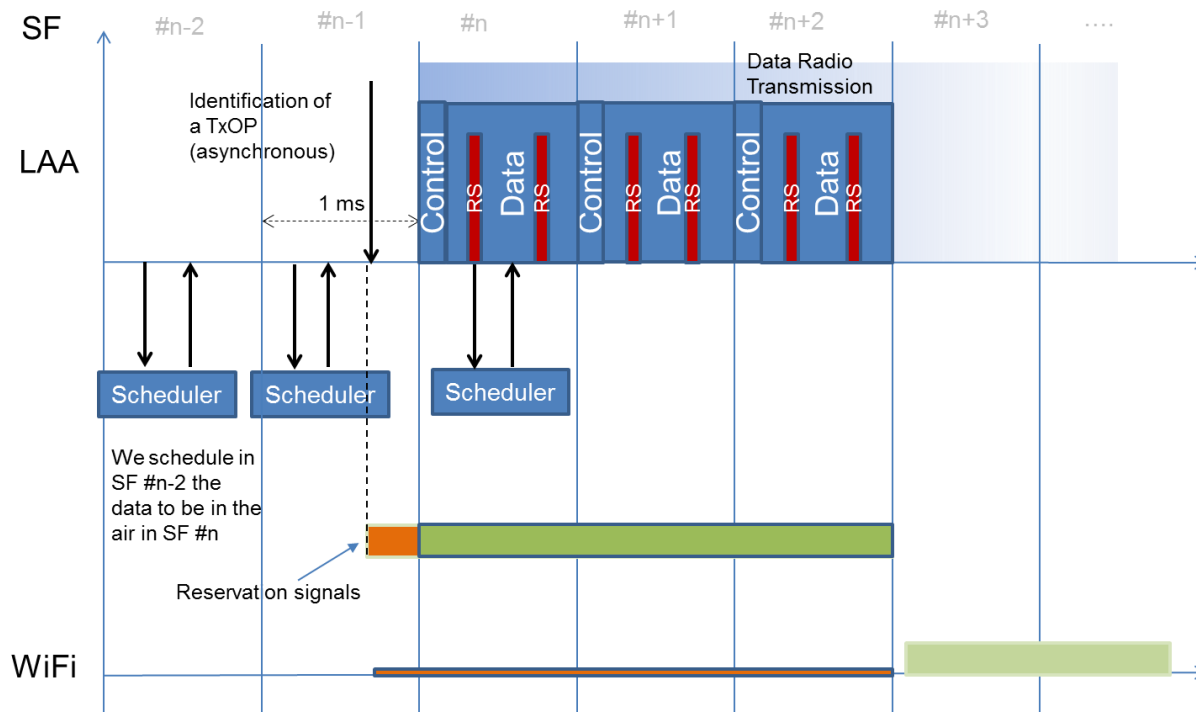 SF
#n-2
#n-1
#n
#n+1
#n+2
#n+3
....
Data Radio
Transmission
Identification of
a TxOP
(asynchronous)
LAA
1 ms
Control
RS
Data
RS
Control
RS
Data
RS
Control
RS
Data
RS
Scheduler
Scheduler
Scheduler
We schedule in
SF #n-2 the
data to be in the
air in SF #n
Reservation signals
WiFi